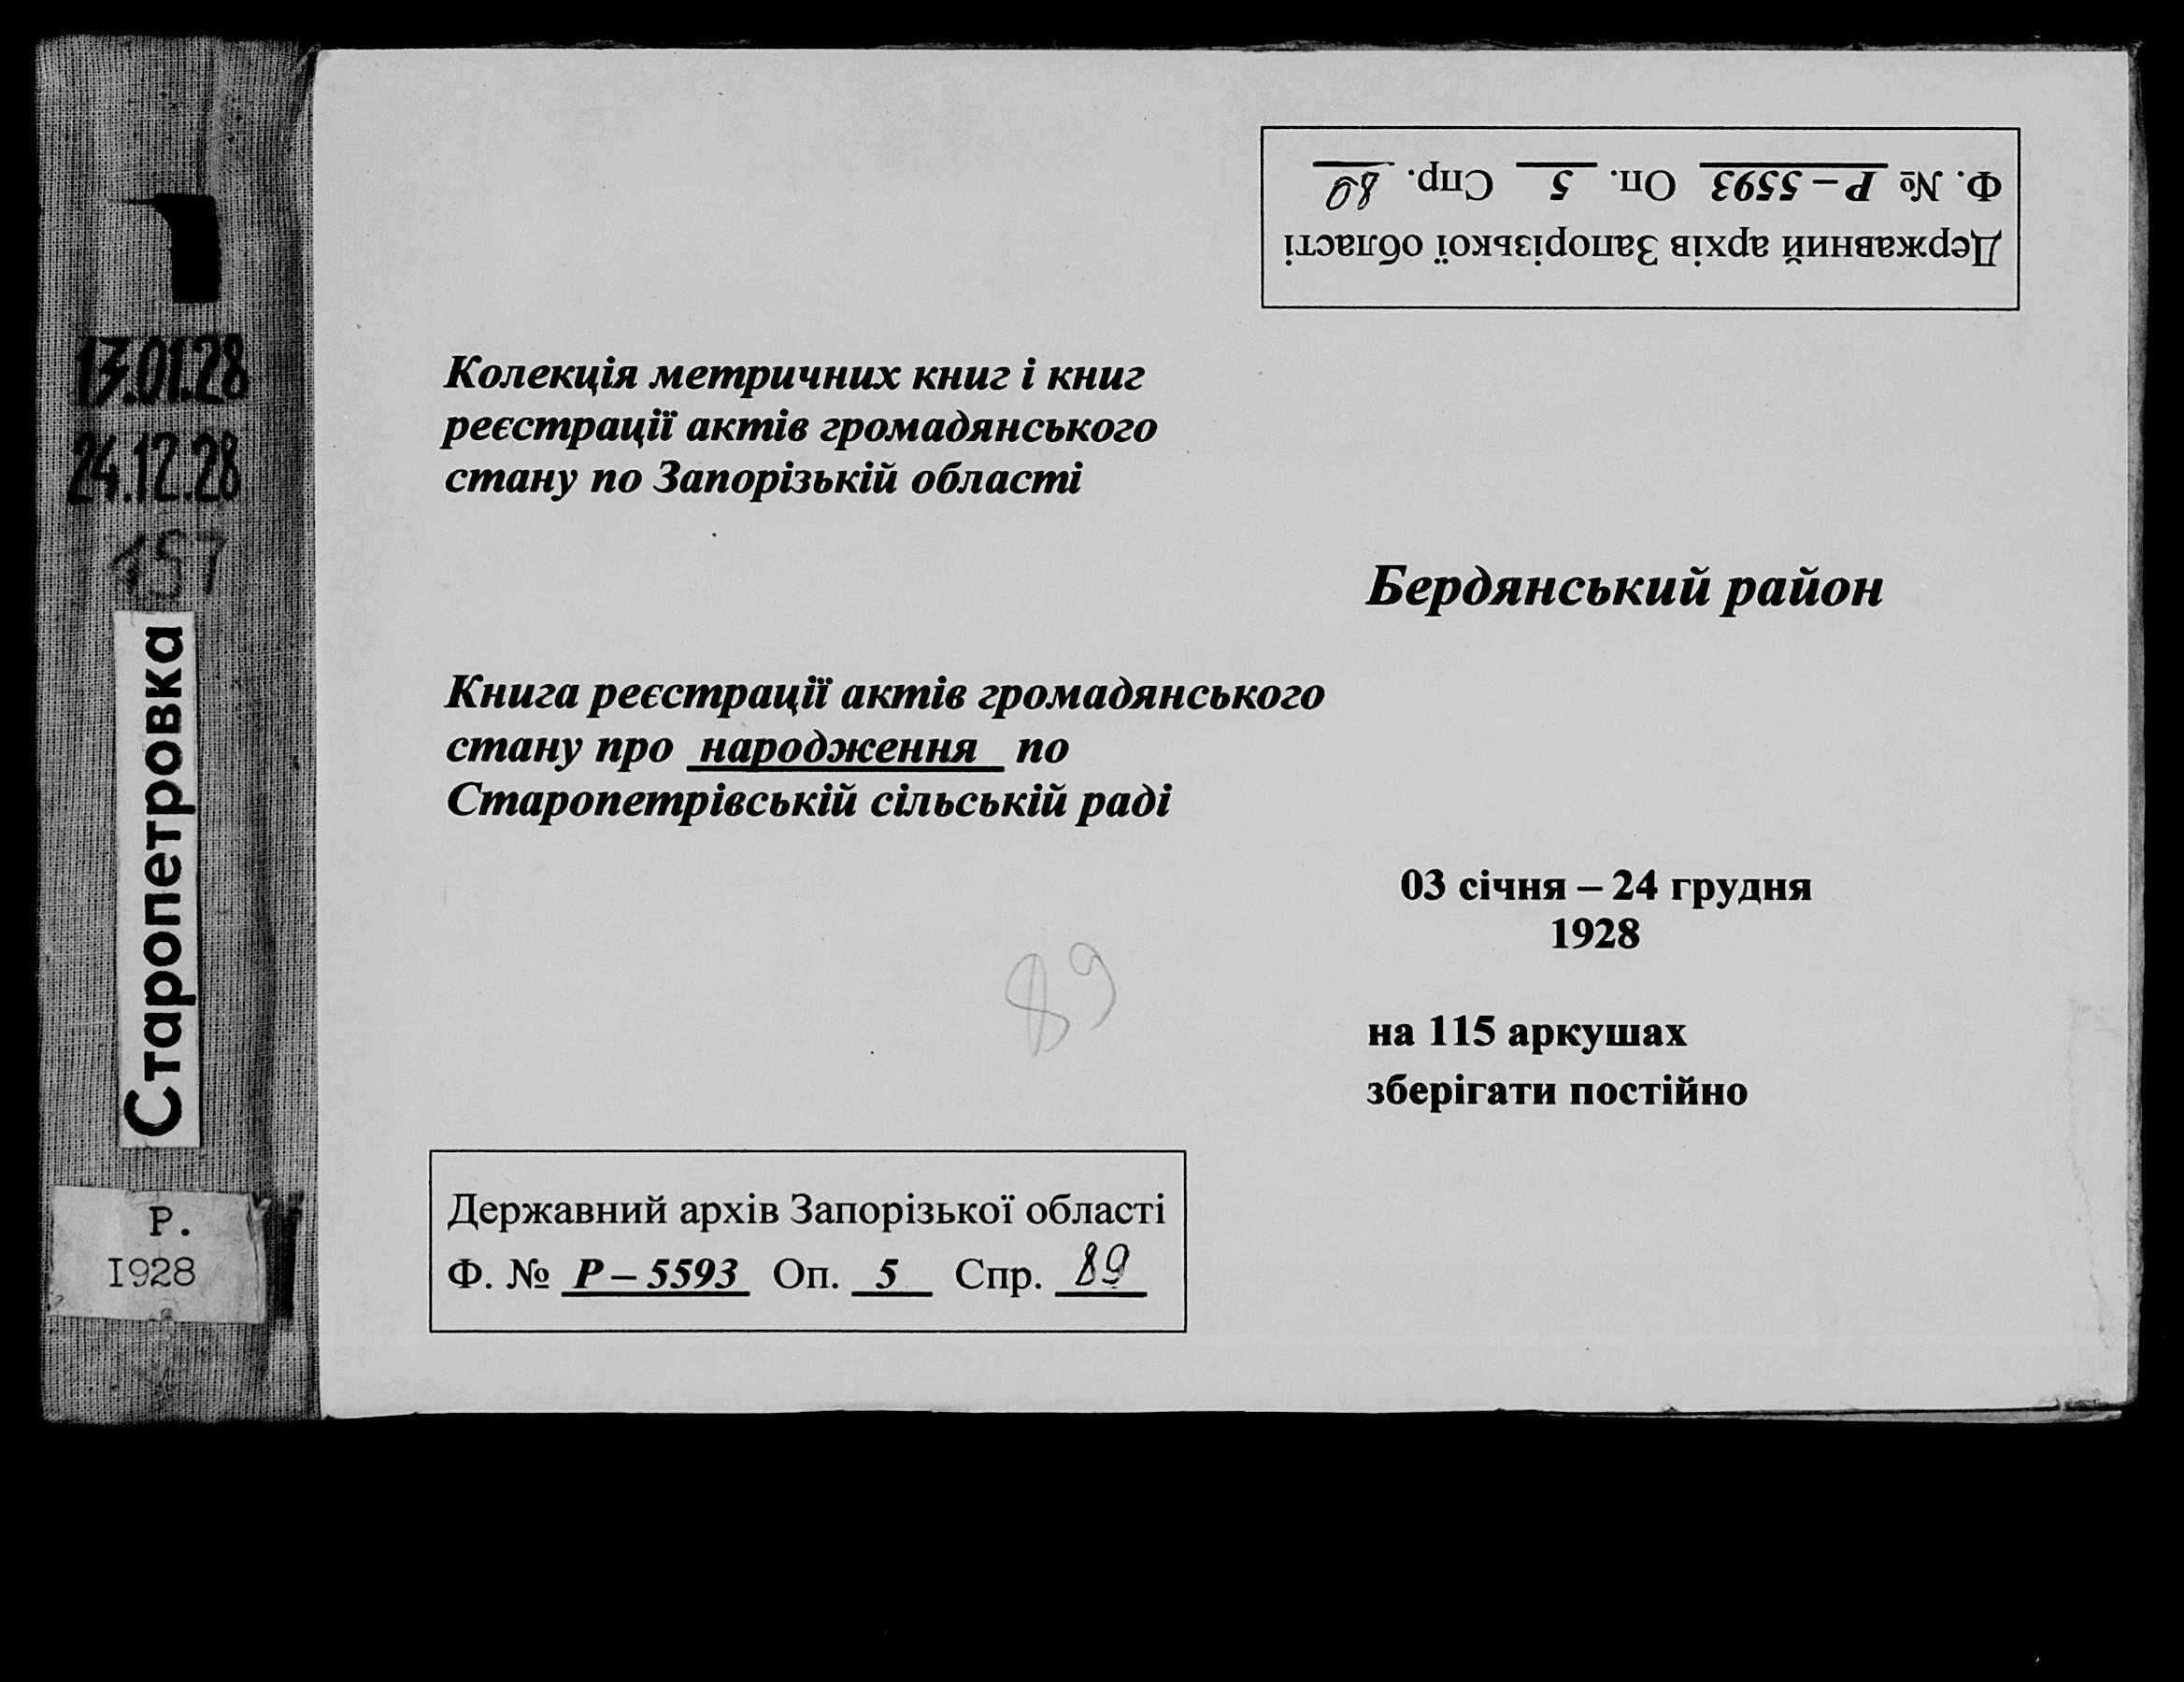 13.01.28
24.12.28
157
Старопетровка
Р.
I928
Державний архів Запорізької області
Ф. № Р – 5593 Оп. 5 Спр. 89
Колекція метричних книг і книг
реєстрації актів громадянського
стану по Запорізькій області
Бердянський район
Книга реєстрації актів громадянського
стану про народження по
Старопетрівській сільській раді
03 січня – 24 грудня
1928
89
на 115 аркушах
зберігати постійно
Державний архів Запорізької області
Ф. № Р – 5593 Оп. 5 Спр. 89